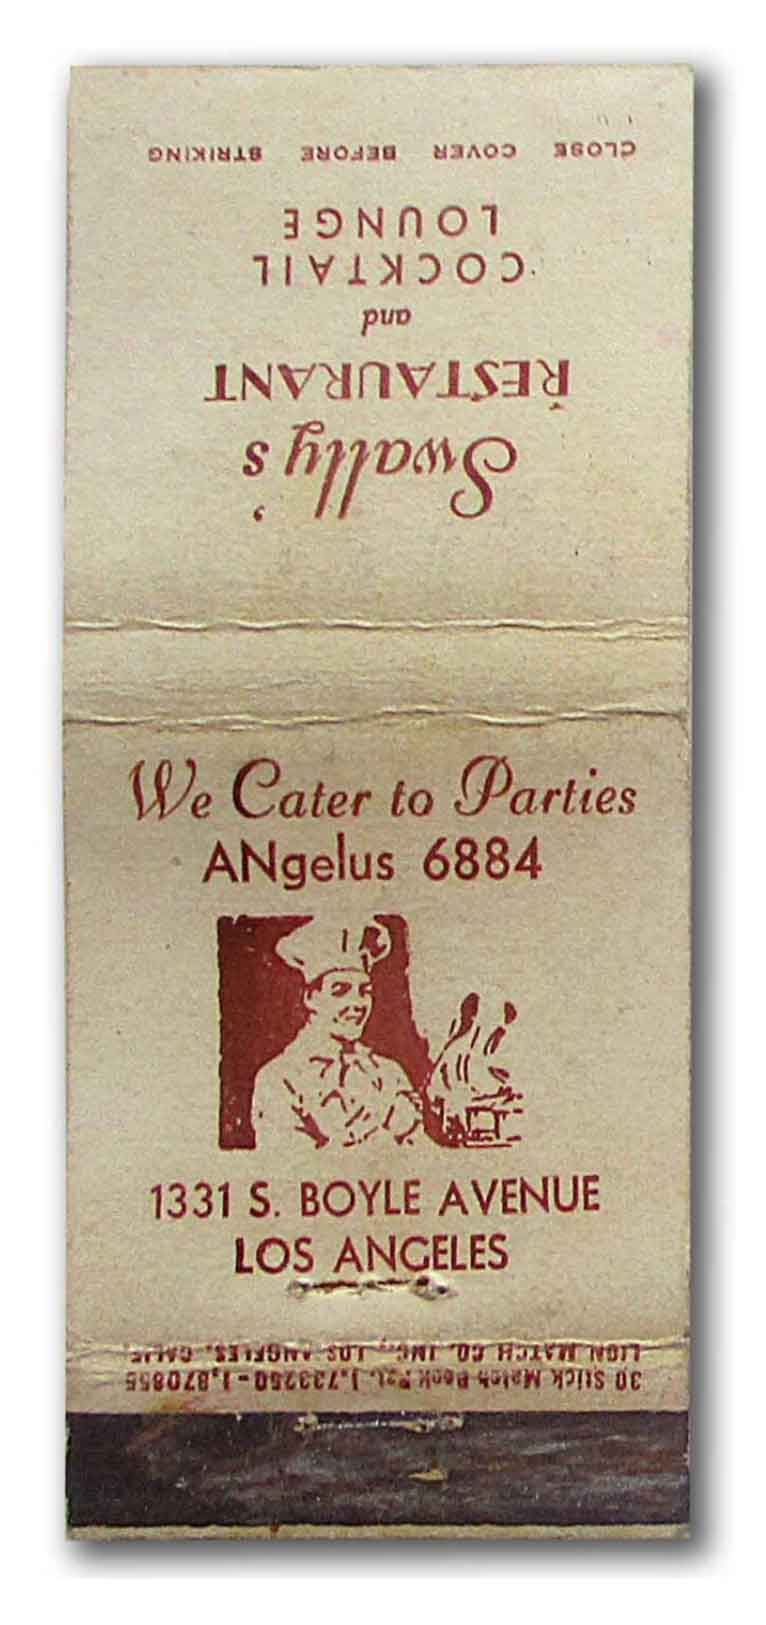 Swally's
RESTAURANT
and
COCKTAIL
LOUNGE
CLOSE COVER BEFORE STRIKING
We Cater to Parties
ANgelus 6884
1331 S. BOYLE AVENUE
LOS ANGELES
30 Stick Match Book Pat. 1,733250-1,870855
LION MATCH CO. INC., LOS ANGELES, CALIF.